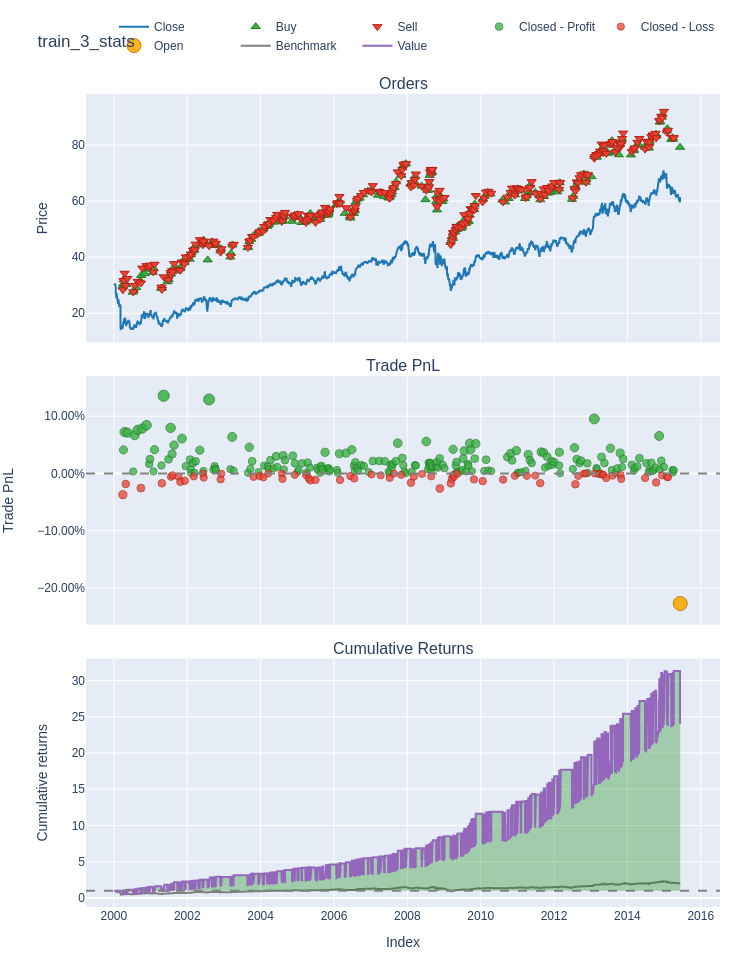 train_3_stats
Close
Buy
Sell
Closed - Profit
Closed - Loss
Open
Benchmark
Value
Orders
80
60
40
20
Price
Trade PnL
10.00%
0.00%
−10.00%
−20.00%
Trade PnL
Cumulative Returns
30
25
20
15
10
5
0
Cumulative returns
2000 2002 2004 2006 2008 2010 2012 2014 2016
Index